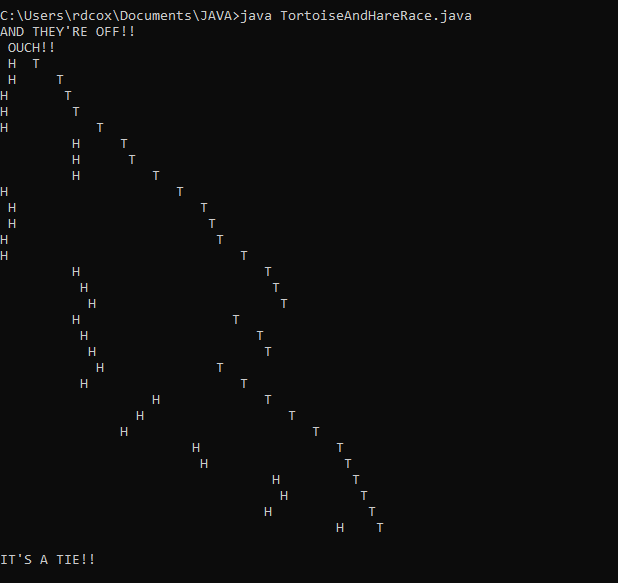 C:\Users\rdcox\Documents\JAVA>java TortoiseAndHareRace.java
AND THEY'RE OFF!!
 OUCH!!
 H  T
 H     T
H       T
H        T
H           T
         H     T
         H      T
         H         T
H                     T
 H                       T
 H                        T
H                          T
H                             T
         H                       T
          H                       T
           H                       T
         H                   T
          H                     T
           H                     T
            H              T
          H                   T
                   H             T
                 H                  T
               H                       T
                        H                 T
                         H                 T
                                  H         T
                                   H         T
                                 H            T
                                          H    T
IT'S A TIE!!